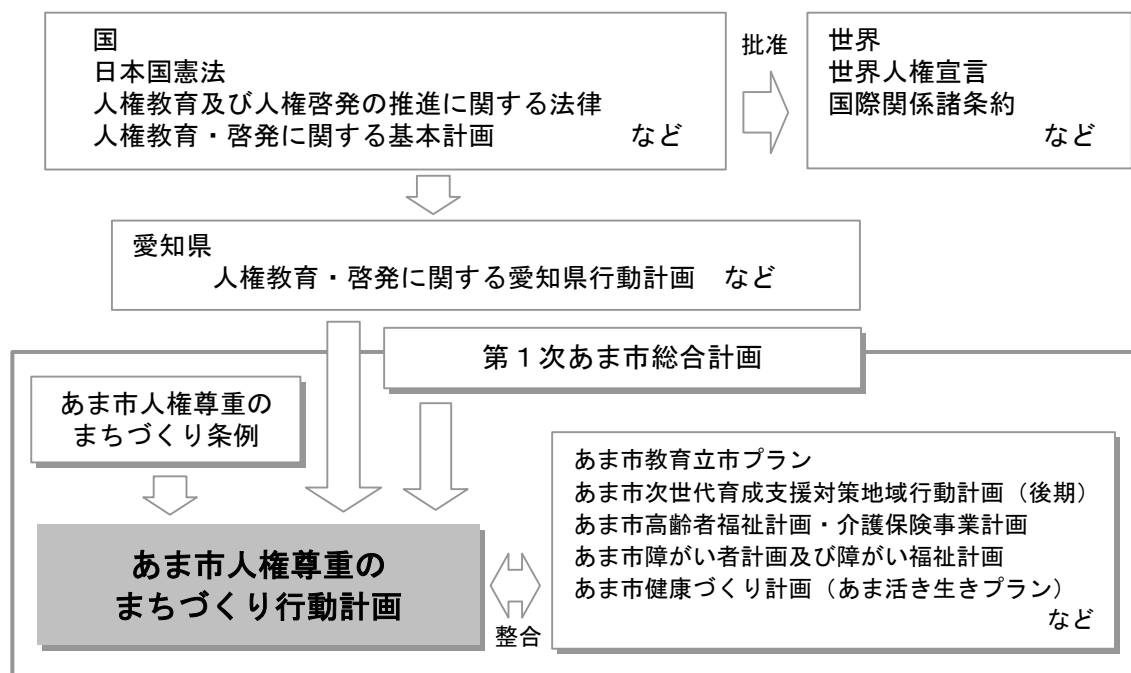 国
日本国憲法
人権教育及び人権啓発の推進に関する法律
人権教育・啓発に関する基本計画　など
批准
世界
世界人権宣言
国際関係諸条約
など
愛知県
人権教育・啓発に関する愛知県行動計画　など
第１次あま市総合計画
あま市人権尊重の
まちづくり条例
あま市教育立市プラン
あま市次世代育成支援対策地域行動計画（後期）
あま市高齢者福祉計画・介護保険事業計画
あま市障がい者計画及び障がい福祉計画
あま市健康づくり計画（あま活き生きプラン）
など
あま市人権尊重の
まちづくり行動計画
整合